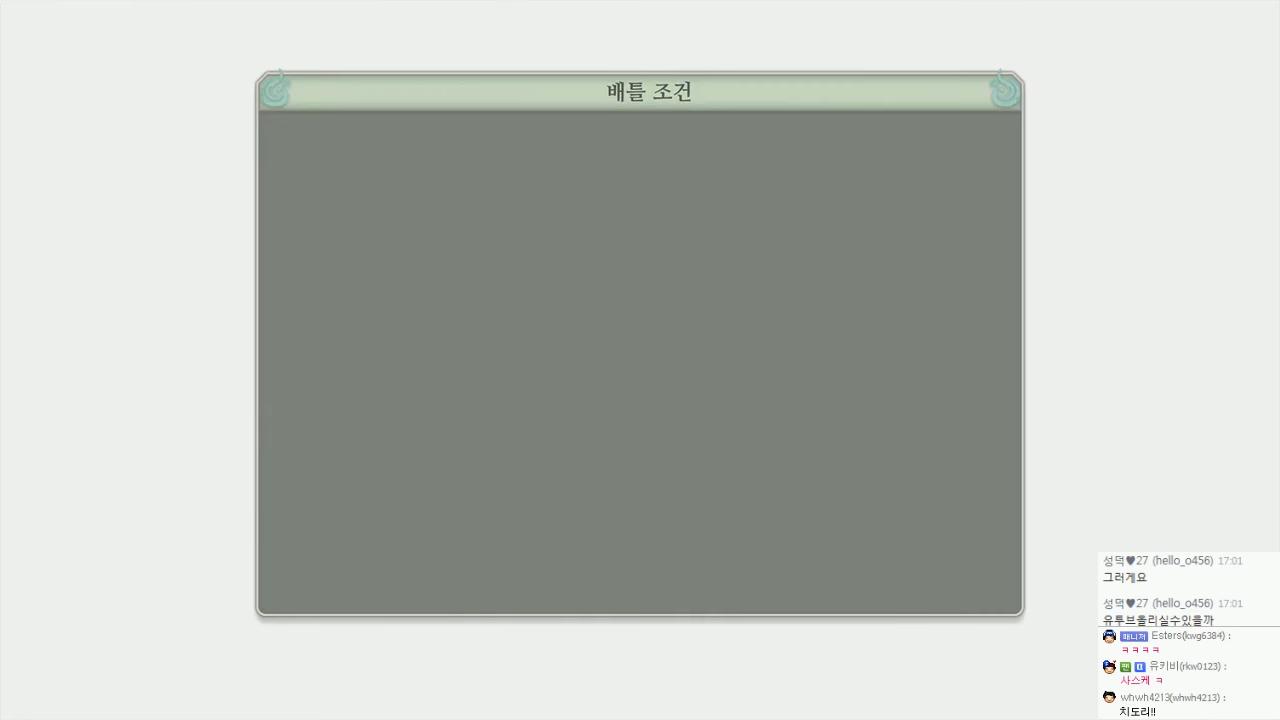 배틀 조건
성덕♥27 (hello_o456) 17:01
그러게요
성덕♥27 (hello_o456) 17:01
유투브올리실수있을까
매니저 Esters(kwg6384) :
ㅋㅋㅋㅋ
팬 유키비(rkw0123) :
사스케 ㅋ
whwh4213(whwh4213) :
치도리!!